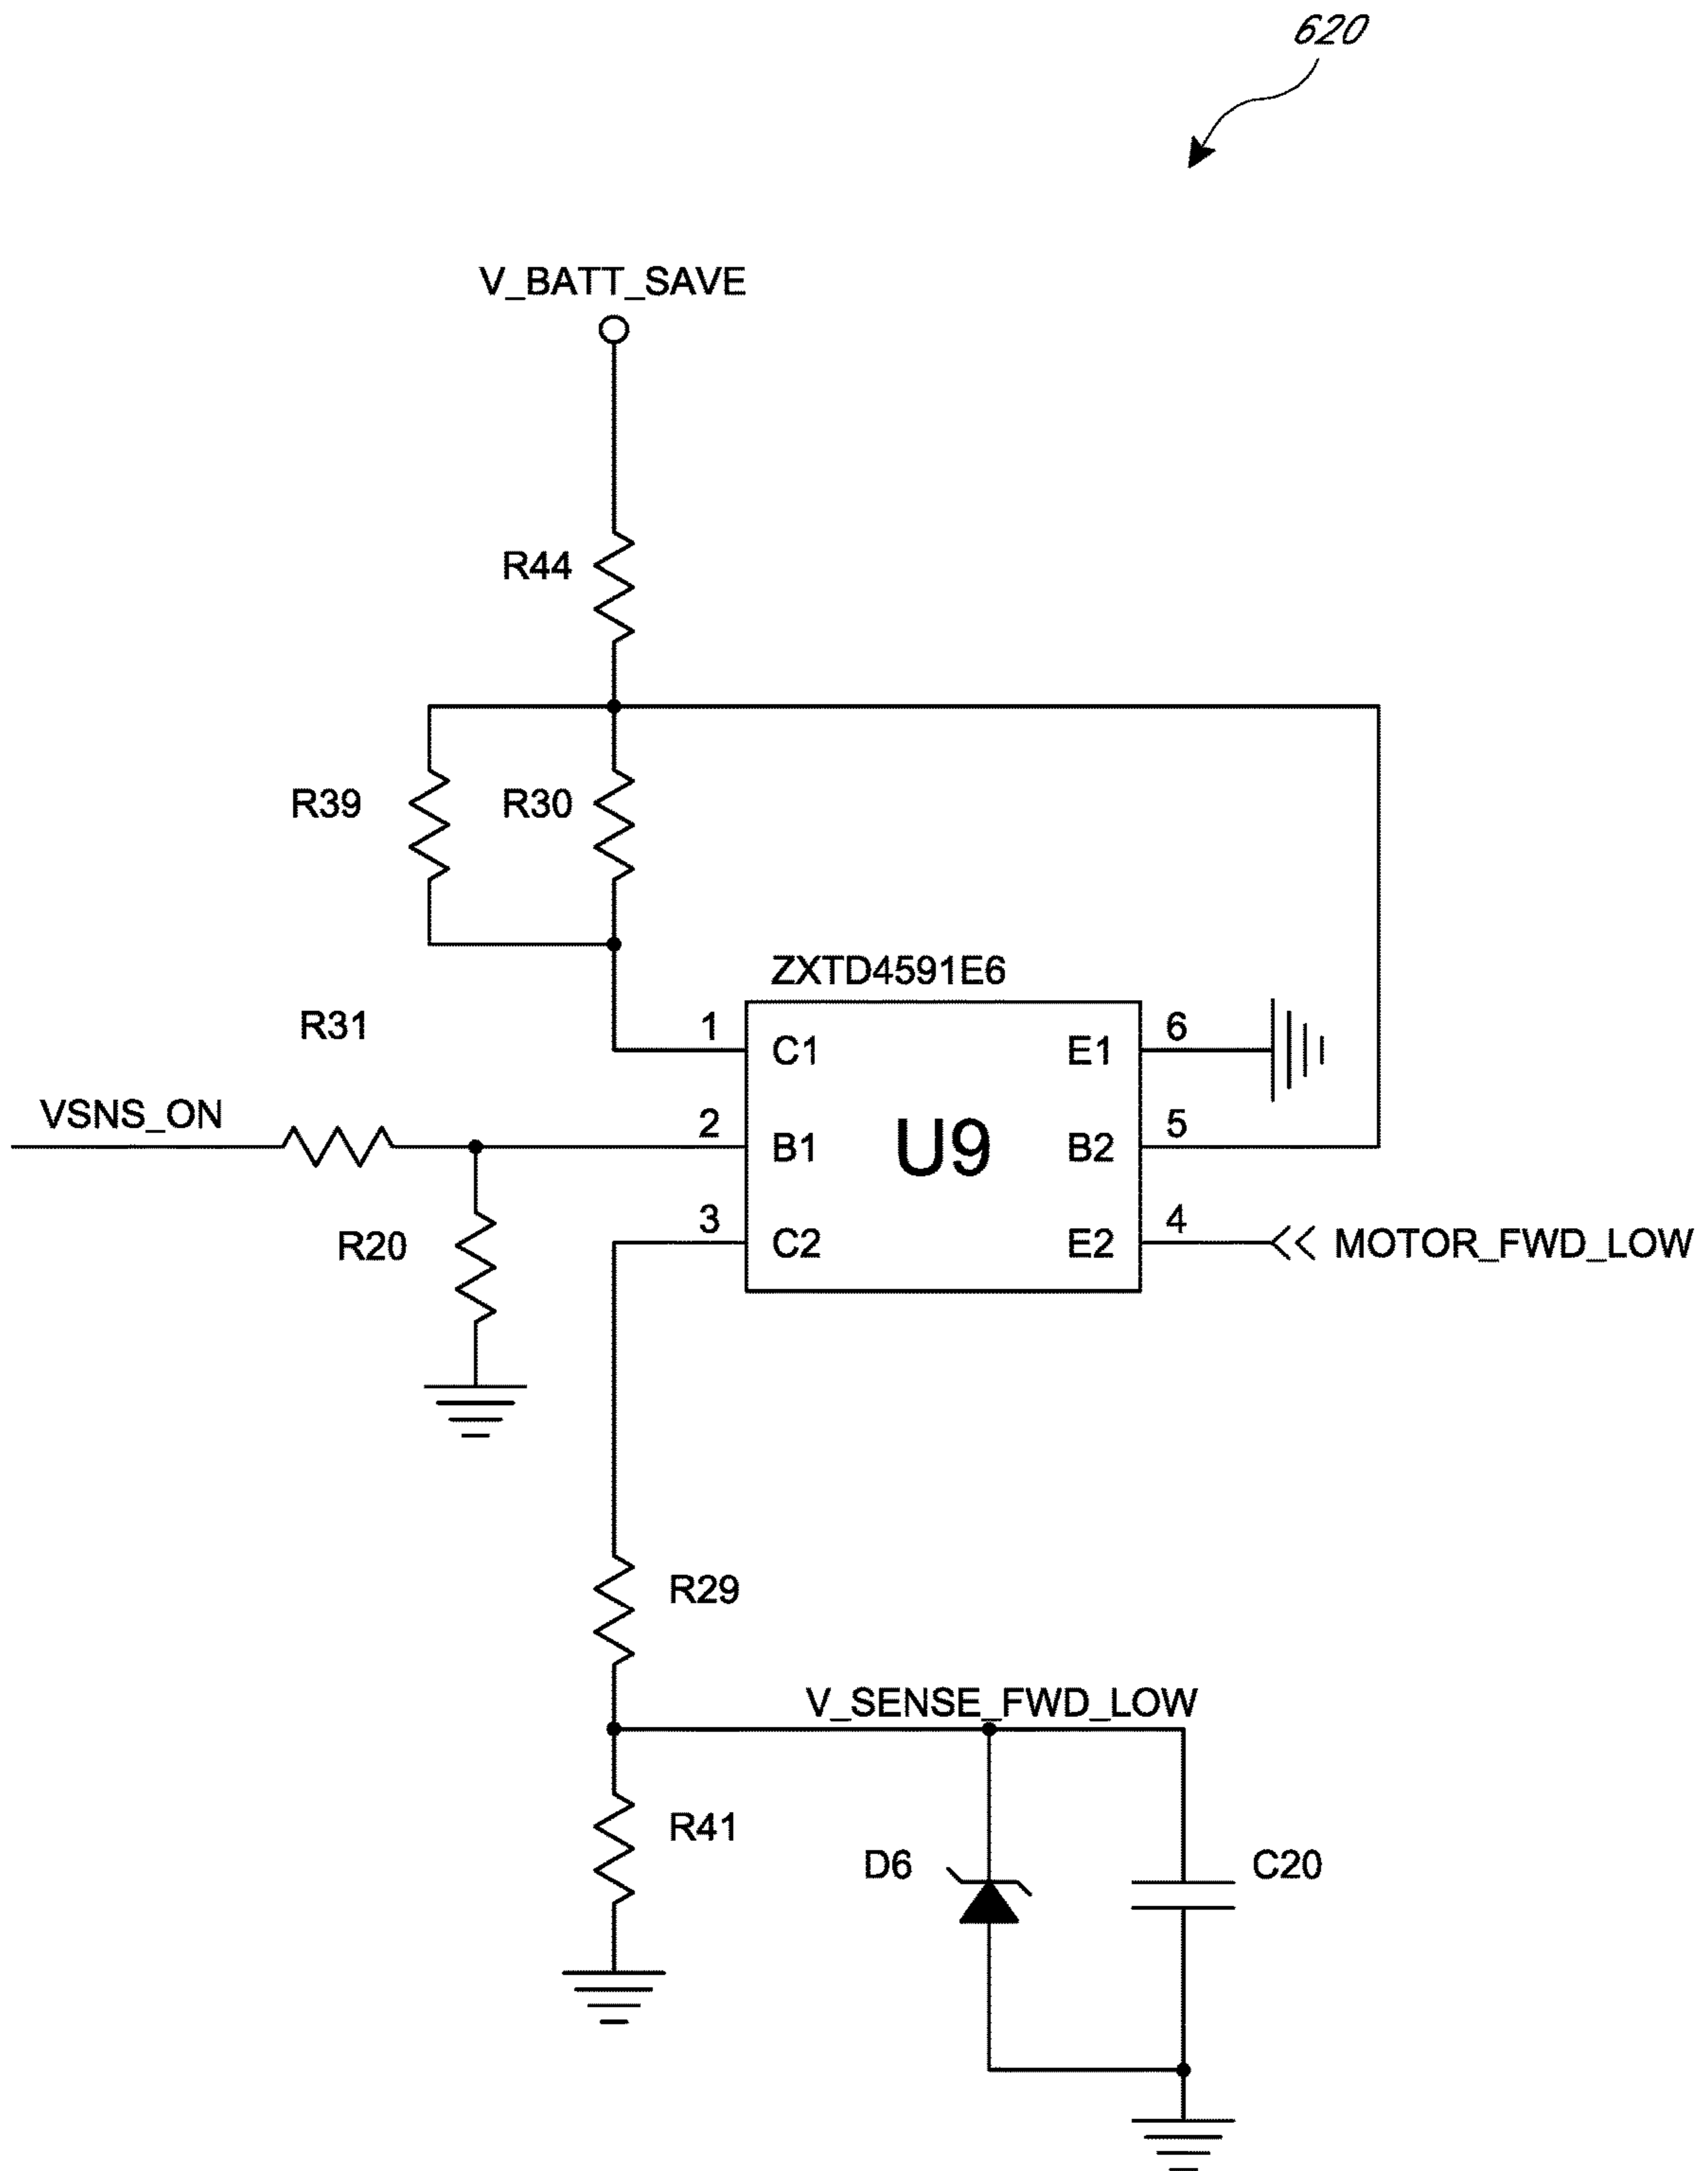 620
V_BATT_SAVE
R44
R39
R30
ZXTD4591E6
R31
1
C1
E1
6
VSNS_ON
2
B1
U9
B2
5
R20
3
C2
E2
4
MOTOR_FWD_LOW
R29
V_SENSE_FWD_LOW
R41
D6
C20